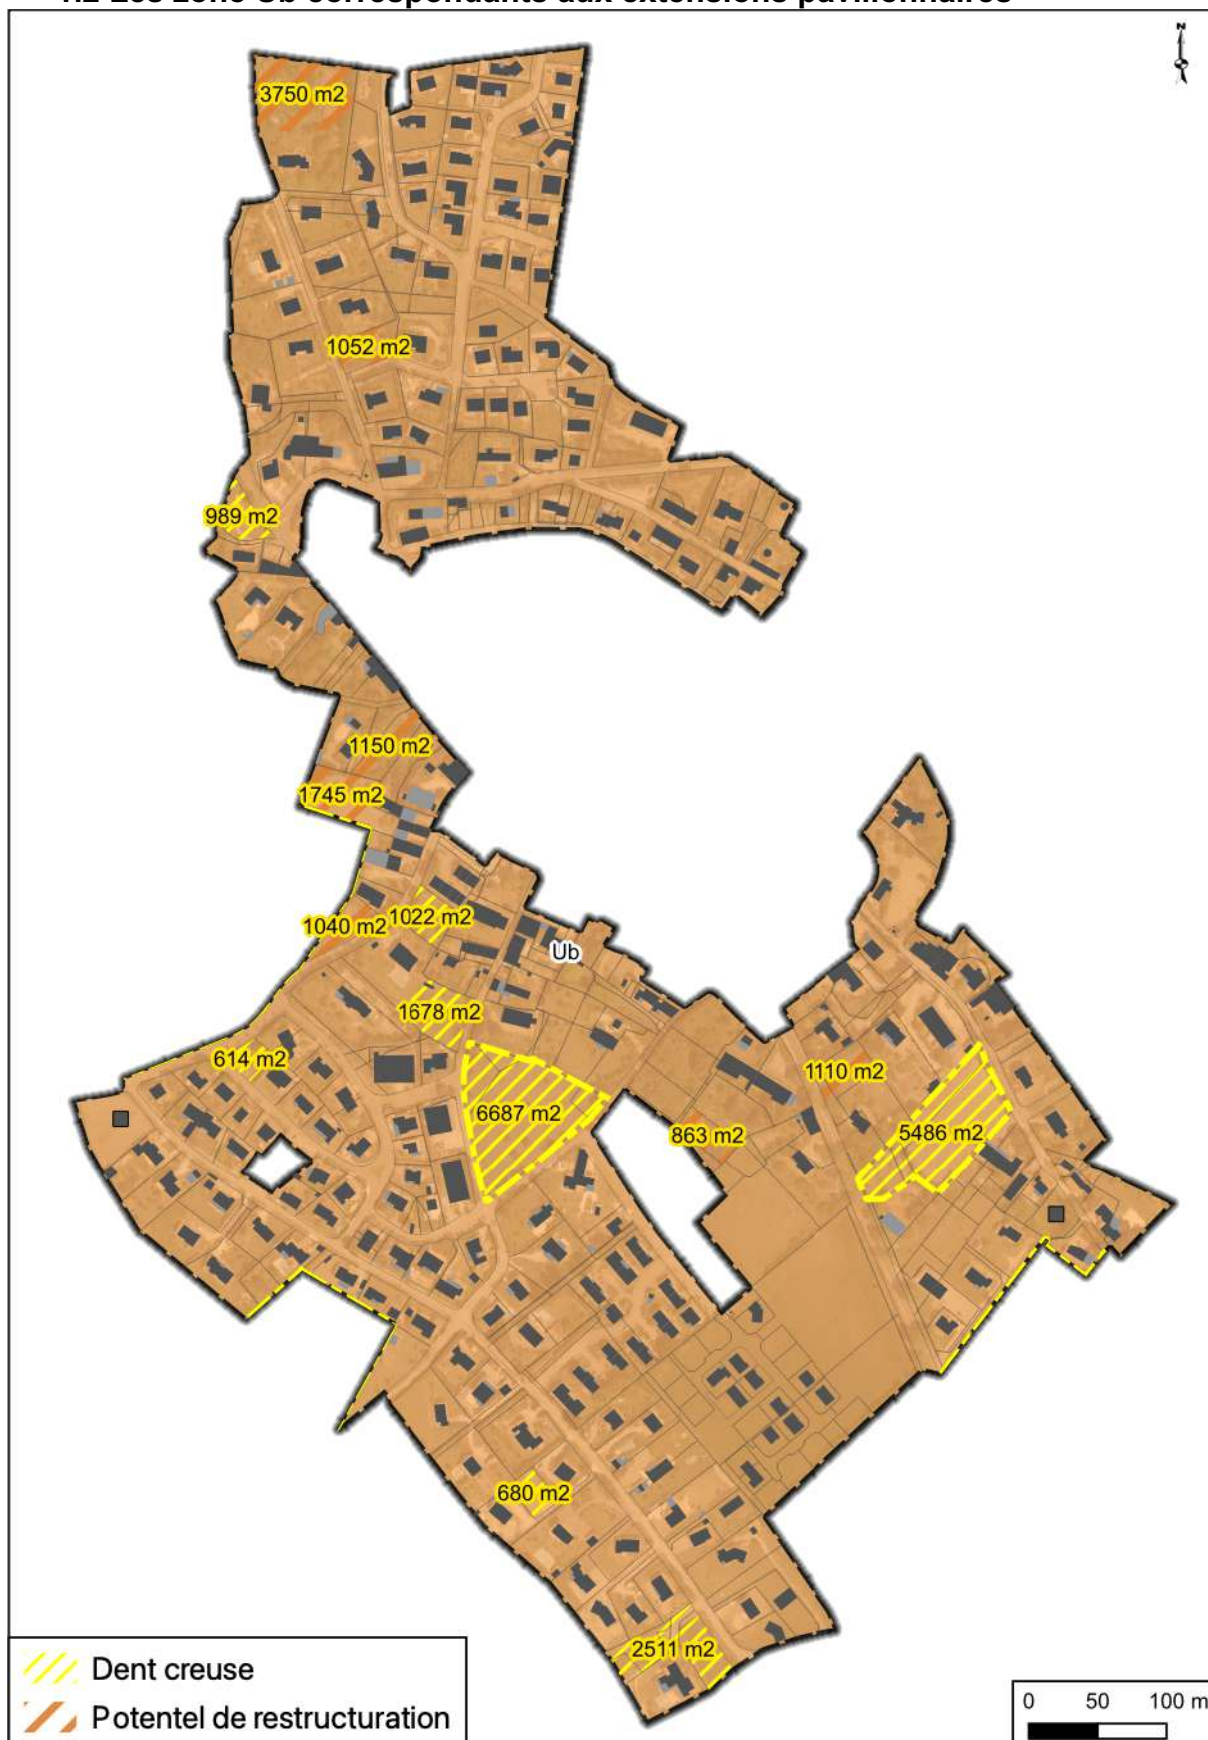 N
3750 m2
1052 m2
989 m2
1150 m2
1745 m2
1040 m2
1022 m2
Ub
1678 m2
614 m2
6687 m2
863 m2
1110 m2
5486 m2
680 m2
2511 m2
Dent creuse
Potentel de restructuration
0 50 100 m